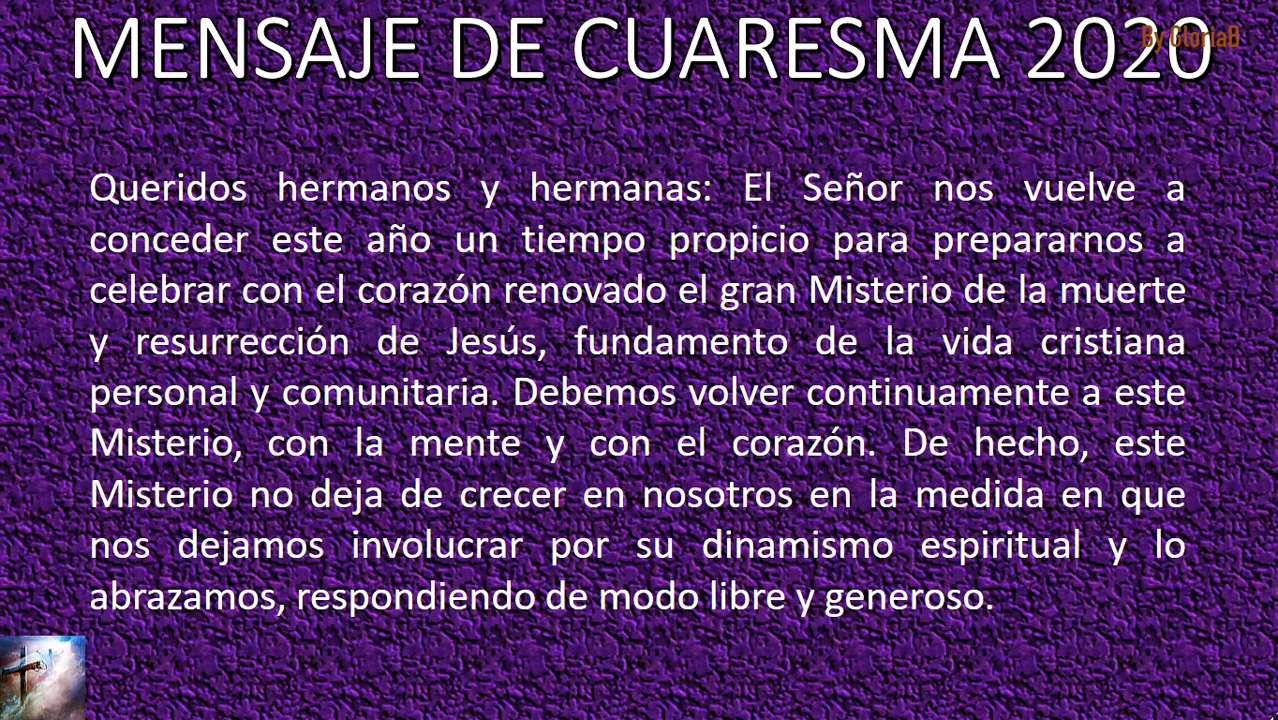 MENSAJE DE CUARESMA 2020
By GloriaB
Queridos hermanos y hermanas: El Señor nos vuelve a
conceder este año un tiempo propicio para prepararnos a
celebrar con el corazón renovado el gran Misterio de la muerte
y resurrección de Jesús, fundamento de la vida cristiana
personal y comunitaria. Debemos volver continuamente a este
Misterio, con la mente y con el corazón. De hecho, este
Misterio no deja de crecer en nosotros en la medida en que
nos dejamos involucrar por su dinamismo espiritual y lo
abrazamos, respondiendo de modo libre y generoso.